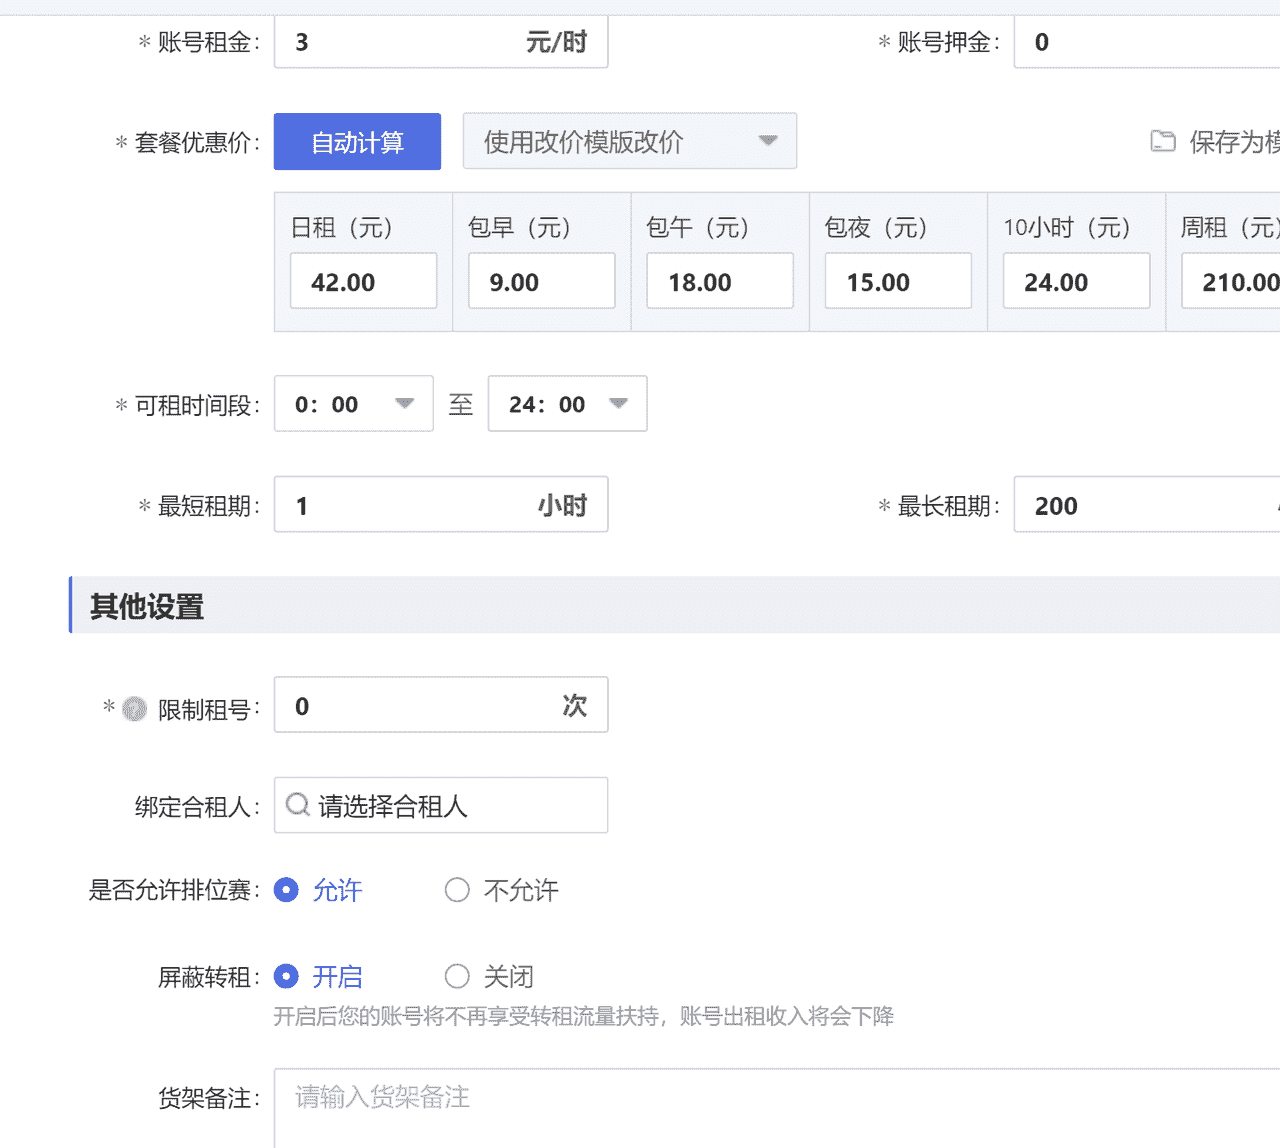 * 账号租金： 3 元/时 * 账号押金： 0
* 套餐优惠价： 自动计算 使用改价模版改价 保存为模
日租（元） 包早（元） 包午（元） 包夜（元） 10小时（元） 周租（元）
42.00 9.00 18.00 15.00 24.00 210.00
* 可租时间段： 0：00 至 24：00
* 最短租期： 1 小时 * 最长租期： 200
其他设置
* ? 限制租号： 0 次
绑定合租人： 请选择合租人
是否允许排位赛： 允许 不允许
屏蔽转租： 开启 关闭
开启后您的账号将不再享受转租流量扶持，账号出租收入将会下降
货架备注： 请输入货架备注